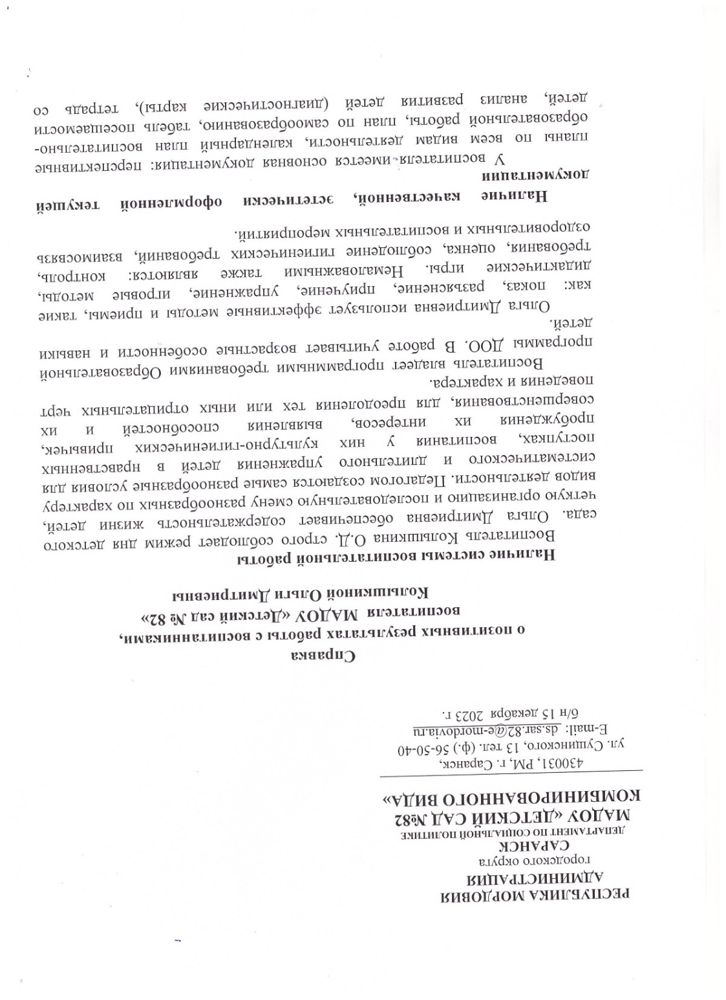 РЕСПУБЛИКА МОРДОВИЯ
АДМИНИСТРАЦИЯ
городского округа
САРАНСК
ДЕПАРТАМЕНТ ПО СОЦИАЛЬНОЙ ПОЛИТИКЕ
МАДОУ «ДЕТСКИЙ САД №82
КОМБИНИРОВАННОГО ВИДА»
430031, РМ, г. Саранск,
ул. Сущинского, 13 тел. (ф.) 56-50-40
E-mail: ds.sar.82@e-mordovia.ru
б/н 15 декабря 2023 г.
Справка
о позитивных результатах работы с воспитанниками,
воспитателя МАДОУ «Детский сад № 82»
Колышкиной Ольги Дмитриевны
Наличие системы воспитательной работы
Воспитатель Колышкина О.Д. строго соблюдает режим дня детского
сада. Ольга Дмитриевна обеспечивает содержательность жизни детей,
четкую организацию и последовательную смену разнообразных по характеру
видов деятельности. Педагогом создаются самые разнообразные условия для
систематического и длительного упражнения детей в нравственных
поступках, воспитания у них культурно-гигиенических привычек,
пробуждения их интересов, выявления способностей и их
совершенствования, для преодоления тех или иных отрицательных черт
поведения и характера.
Воспитатель владеет программными требованиями Образовательной
программы ДОО. В работе учитывает возрастные особенности и навыки
детей.
Ольга Дмитриевна использует эффективные методы и приемы, такие
как: показ, разъяснение, приучение, упражнение, игровые методы,
дидактические игры. Немаловажными также являются: контроль,
требования, оценка, соблюдение гигиенических требований, взаимосвязь
оздоровительных и воспитательных мероприятий.
Наличие качественной, эстетически оформленной текущей
документации
У воспитателя имеется основная документация: перспективные
планы по всем видам деятельности, календарный план воспитательно-
образовательной работы, план по самообразованию, табель посещаемости
детей, анализ развития детей (диагностические карты), тетрадь со